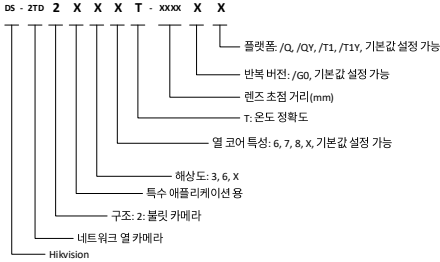 DS - 2TD 2 X X X T - XXXX X X
플랫폼: /Q, /QY, /T1, /T1Y, 기본값 설정 가능
반복 버전: /G0, 기본값 설정 가능
렌즈 초점 거리(mm)
T: 온도 정확도
열 코어 특성: 6, 7, 8, X, 기본값 설정 가능
해상도: 3, 6, X
특수 애플리케이션 용
구조: 2: 불릿 카메라
네트워크 열 카메라
Hikvision